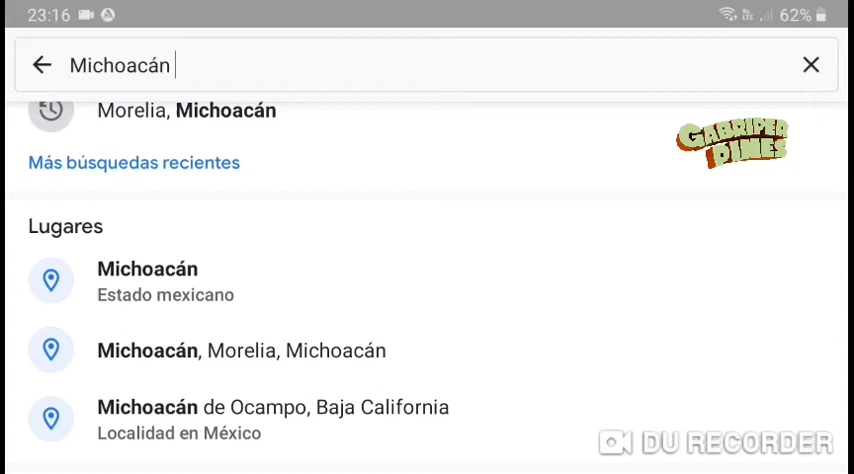 23:16
62%
Michoacán
Morelia, Michoacán
GABRIPER
DIMES
Más búsquedas recientes
Lugares
Michoacán
Estado mexicano
Michoacán, Morelia, Michoacán
Michoacán de Ocampo, Baja California
Localidad en México
DU RECORDER